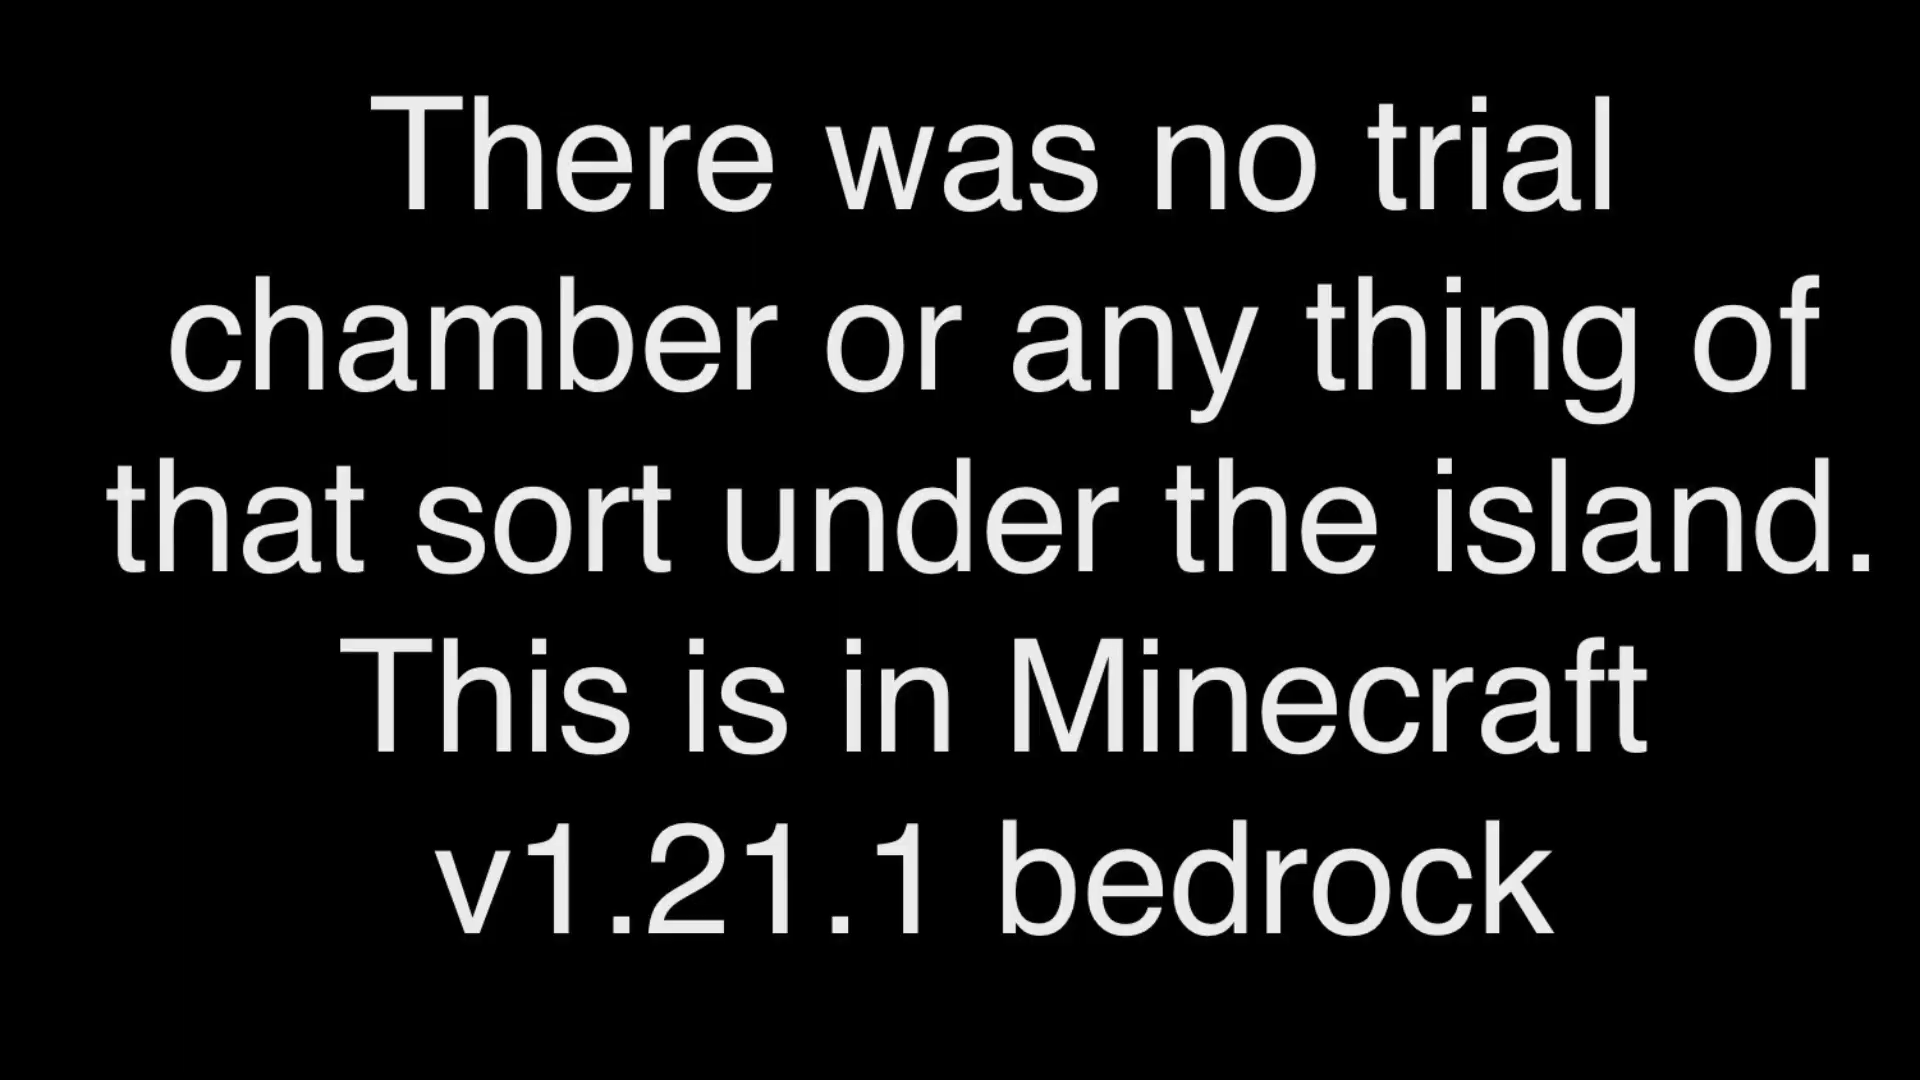 There was no trial
chamber or any thing of
that sort under the island.
This is in Minecraft
v1.21.1 bedrock